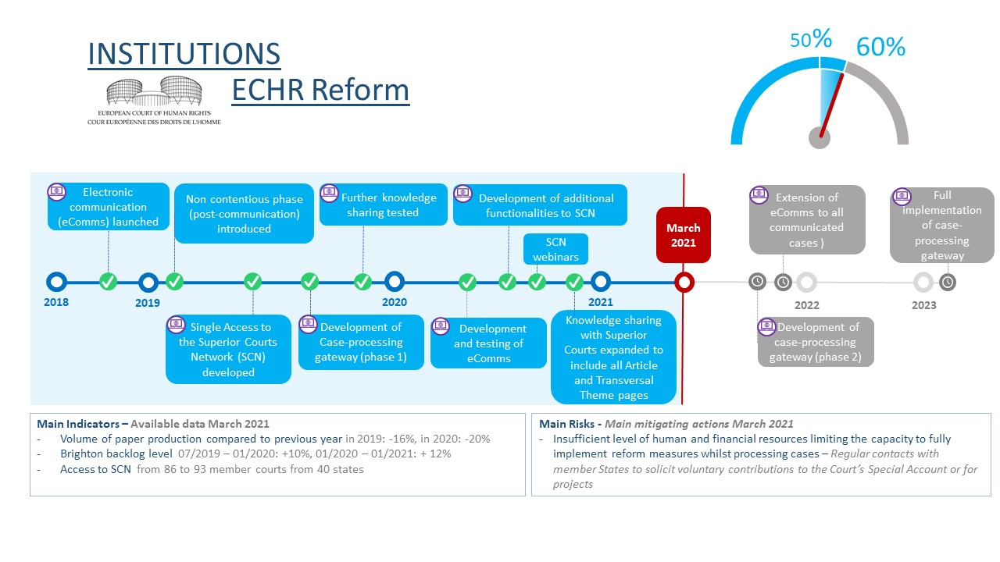 INSTITUTIONS
ECHR Reform
EUROPEAN COURT OF HUMAN RIGHTS
COUR EUROPÉENNE DES DROITS DE L'HOMME
50%
60%
Electronic
communication
(eComms) launched
Non contentious phase
(post-communication)
introduced
Further knowledge
sharing tested
Development of additional
functionalities to SCN
SCN
webinars
March
2021
Extension of
eComms to all
communicated
cases )
Full
implementation
of case-
processing
gateway
2018
2019
2020
2021
2022
2023
Single Access to
the Superior Courts
Network (SCN)
developed
Development of
Case-processing
gateway (phase 1)
Development
and testing of
eComms
Knowledge sharing
with Superior
Courts expanded to
include all Article
and Transversal
Theme pages
Development of
case-processing
gateway (phase 2)
Main Indicators – Available data March 2021
- Volume of paper production compared to previous year in 2019: -16%, in 2020: -20%
- Brighton backlog level 07/2019 – 01/2020: +10%, 01/2020 – 01/2021: + 12%
- Access to SCN from 86 to 93 member courts from 40 states
Main Risks - Main mitigating actions March 2021
- Insufficient level of human and financial resources limiting the capacity to fully
implement reform measures whilst processing cases – Regular contacts with
member States to solicit voluntary contributions to the Court's Special Account or for
projects